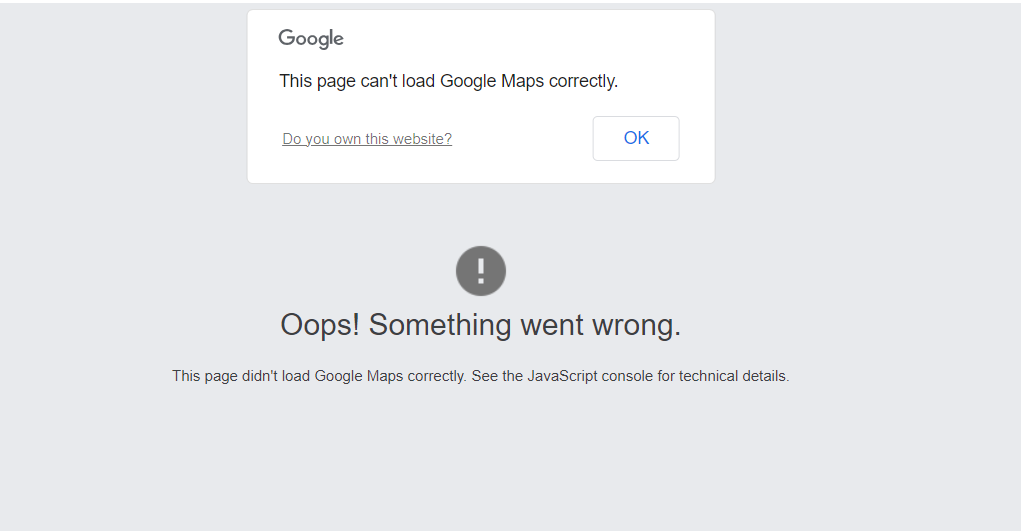 Google
This page can't load Google Maps correctly.
Do you own this website?
OK
!
Oops! Something went wrong.
This page didn't load Google Maps correctly. See the JavaScript console for technical details.